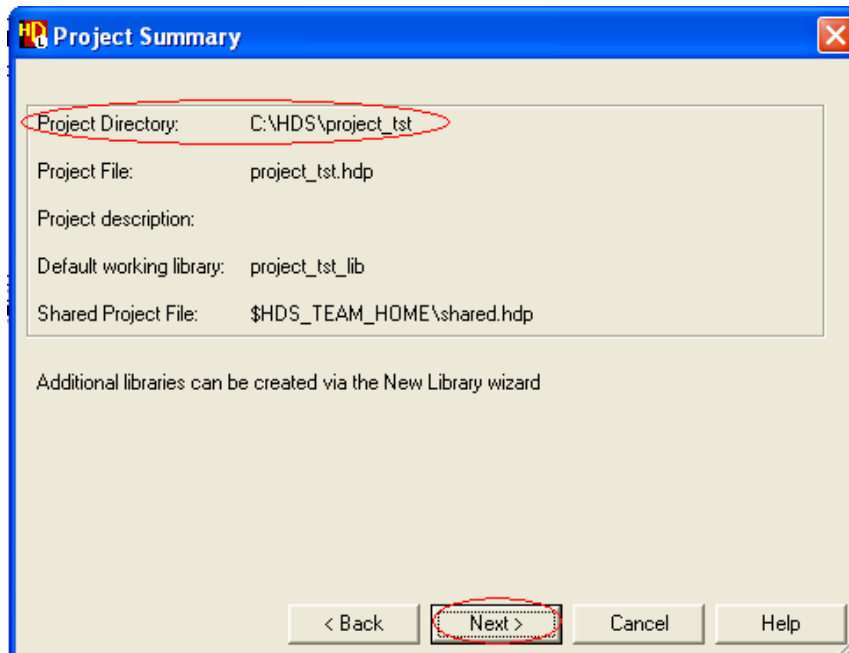 HDL Project Summary
Project Directory: C:\HDS\project_tst
Project File: project_tst.hdp
Project description:
Default working library: project_tst_lib
Shared Project File: $HDS_TEAM_HOME\shared.hdp
Additional libraries can be created via the New Library wizard
< Back Next > Cancel Help